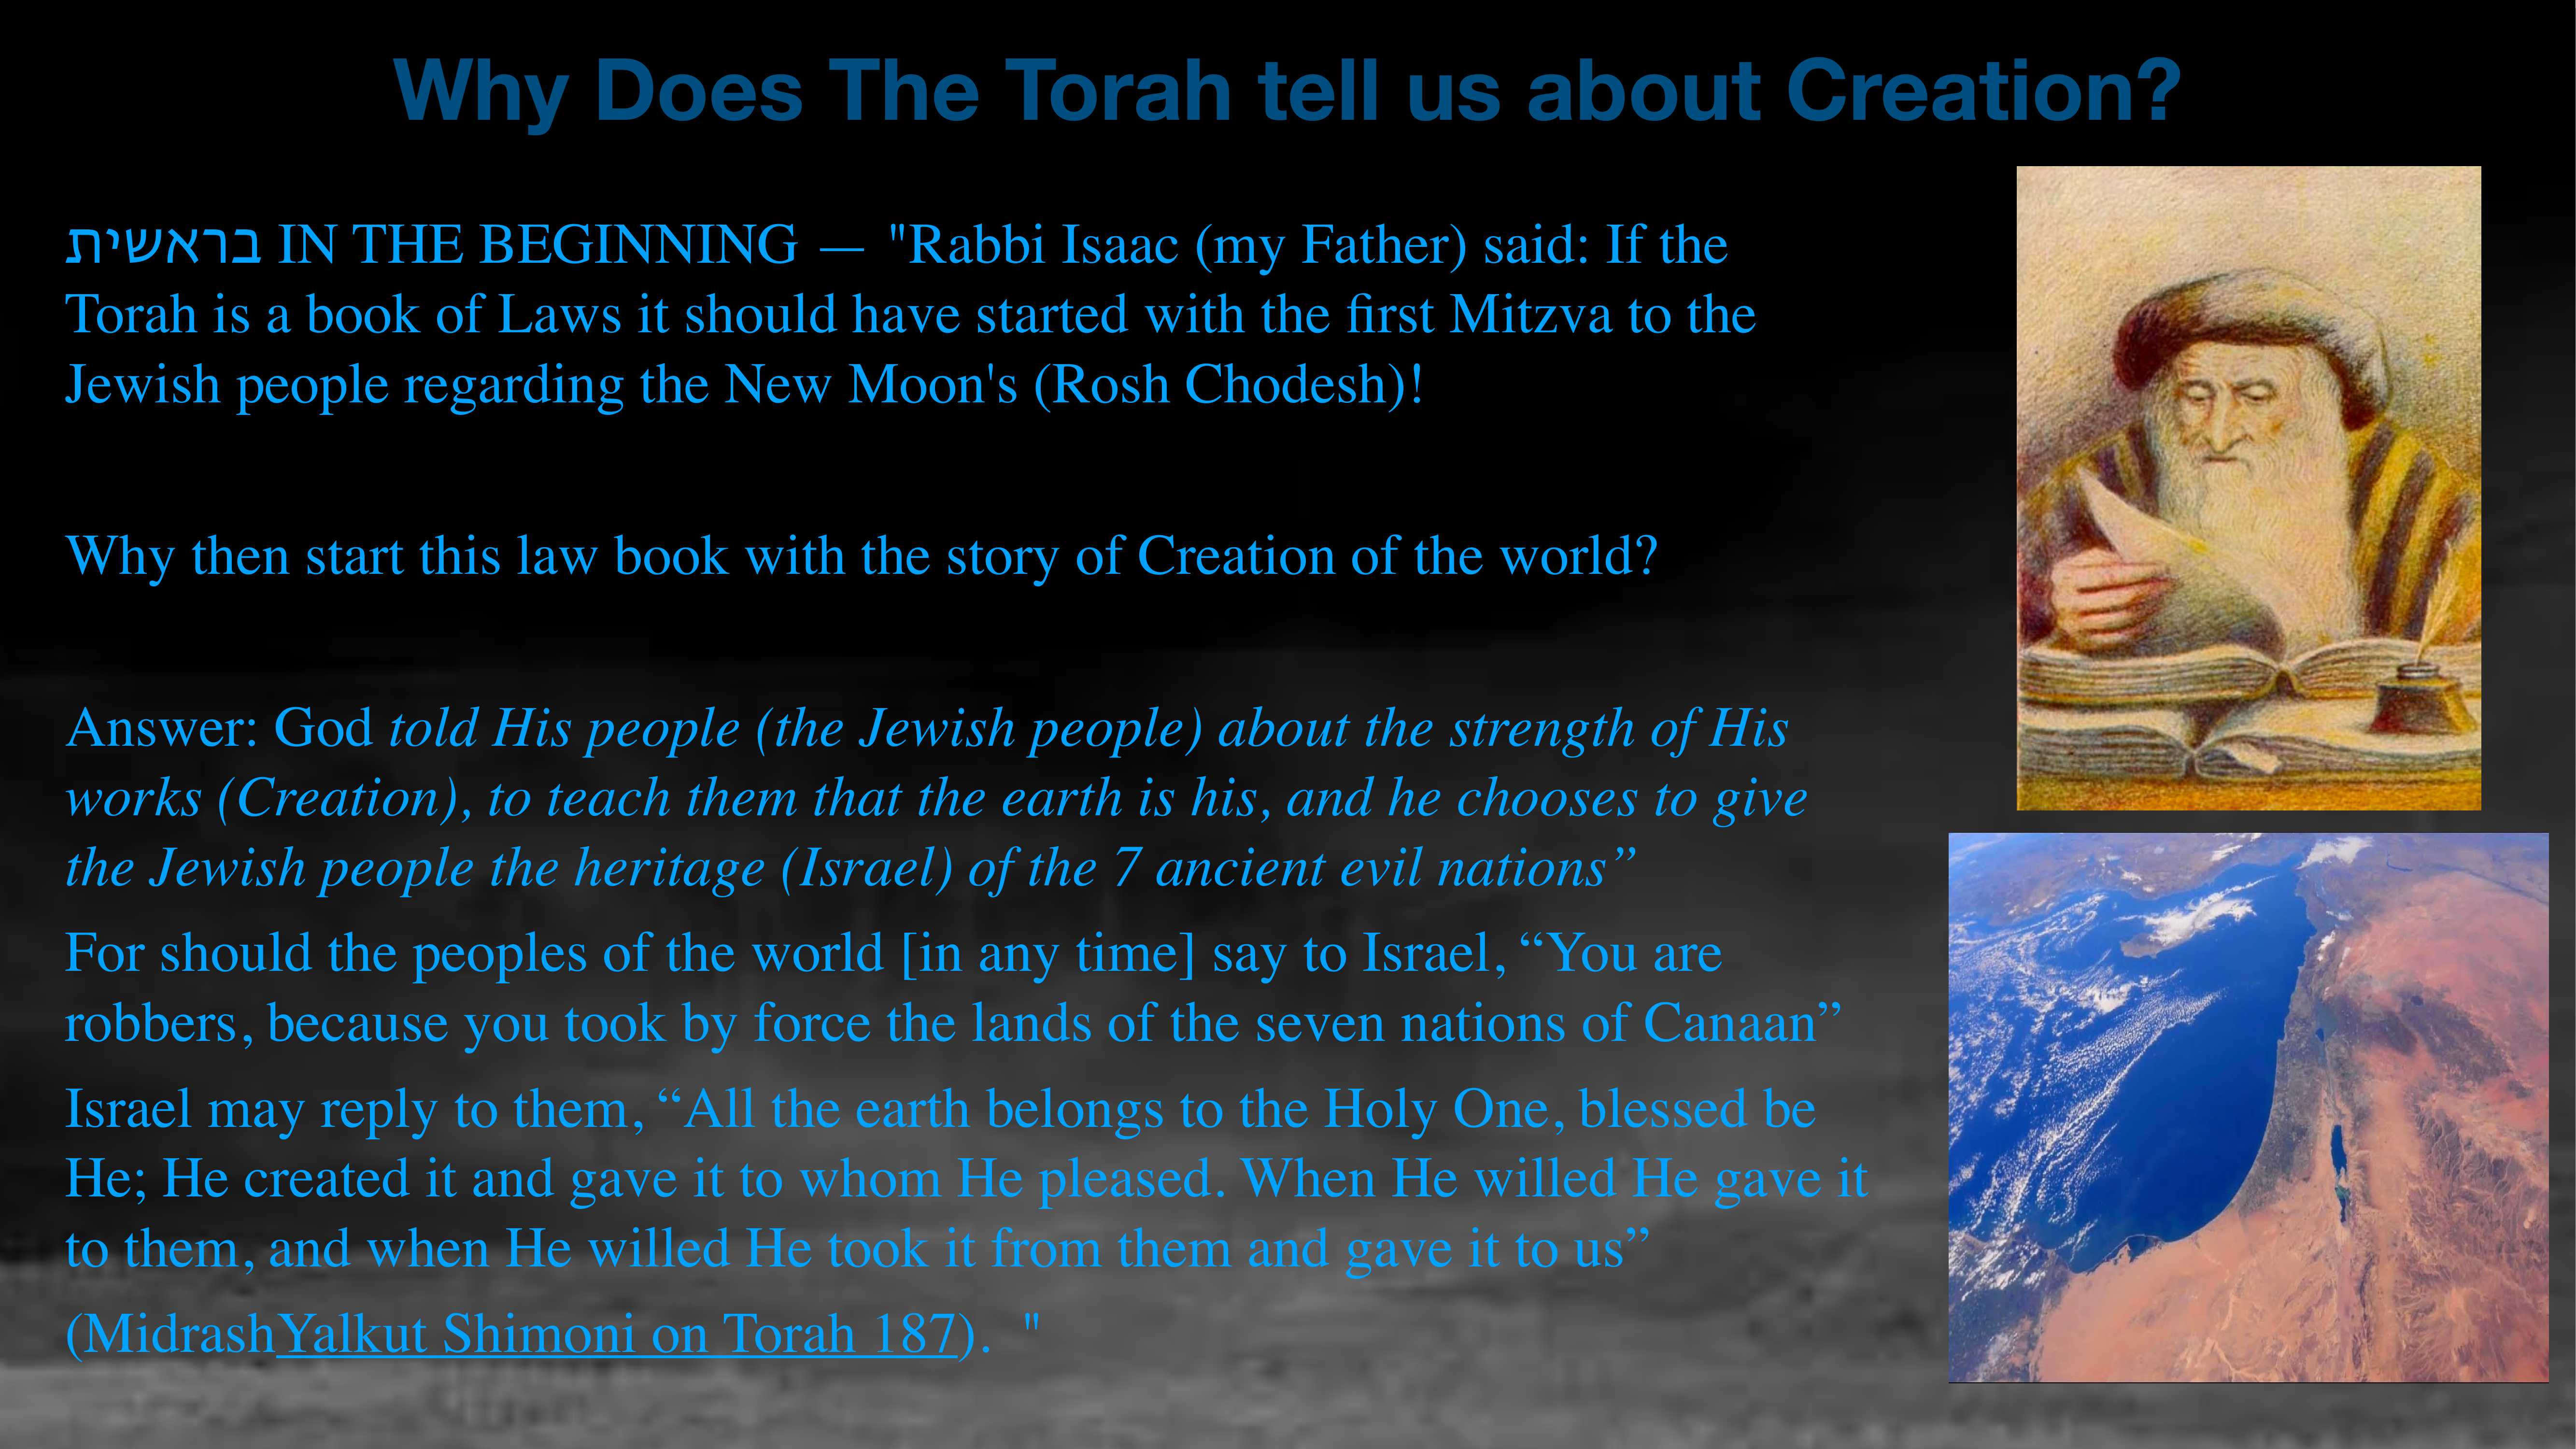 Why Does The Torah tell us about Creation?
בראשית IN THE BEGINNING — "Rabbi Isaac (my Father) said: If the
Torah is a book of Laws it should have started with the first Mitzva to the
Jewish people regarding the New Moon's (Rosh Chodesh)!
Why then start this law book with the story of Creation of the world?
Answer: God told His people (the Jewish people) about the strength of His
works (Creation), to teach them that the earth is his, and he chooses to give
the Jewish people the heritage (Israel) of the 7 ancient evil nations”
For should the peoples of the world [in any time] say to Israel, “You are
robbers, because you took by force the lands of the seven nations of Canaan”
Israel may reply to them, “All the earth belongs to the Holy One, blessed be
He; He created it and gave it to whom He pleased. When He willed He gave it
to them, and when He willed He took it from them and gave it to us”
(MidrashYalkut Shimoni on Torah 187). "